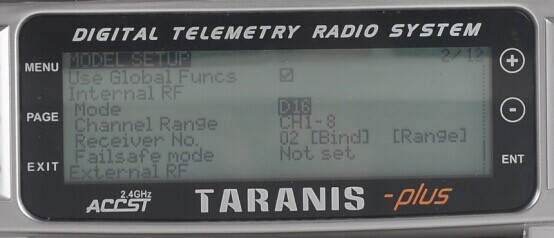 DIGITAL TELEMETRY RADIO SYSTEM
MODEL SETUP 2/12
MENU
Use Global Funcs
+
Internal RF
Mode D16
PAGE
Channel Range CH1-8
-
Receiver No. 02 [Bind] [Range]
Failsafe mode Not set
EXIT
ENT
External RF
2.4GHz
ACCST
TARANIS -plus